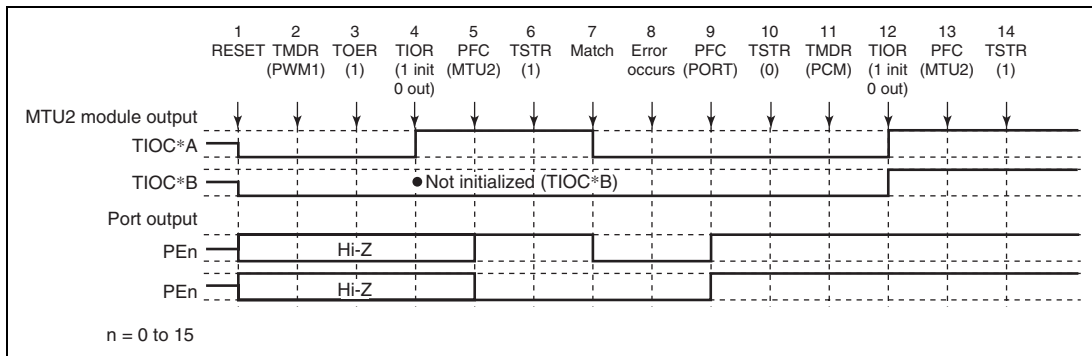 1 2 3 4 5 6 7 8 9 10 11 12 13 14
RESET TMDR TOER TIOR PFC TSTR Match Error PFC TSTR TMDR TIOR PFC TSTR
(PWM1) (1) (1 init (MTU2) (1) occurs (PORT) (0) (PCM) (1 init (MTU2) (1)
0 out) 0 out)
MTU2 module output
TIOC*A
TIOC*B
● Not initialized (TIOC*B)
Port output
PEn
Hi-Z
PEn
Hi-Z
n = 0 to 15